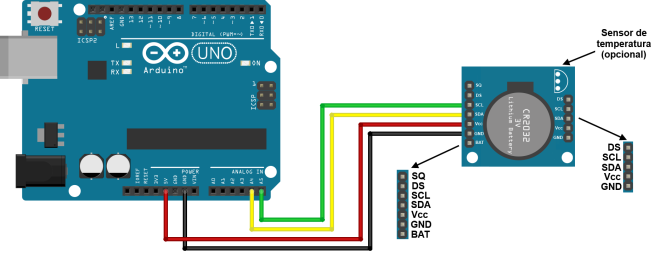 RESET
ICSP2
AREF
GND
13
12
~11
~10
~9
8
7
~6
~5
4
~3
2
TXD►1
RXD◄0
DIGITAL (PWM=~)
L
TX
RX
UNO
Arduino
ON
ICSP
1
IOREF
RESET
3V3
5V
GND
GND
VIN
POWER
ANALOG IN
A0
A1
A2
A3
A4
A5
SQ
DS
SCL
SDA
Vcc
GND
BAT
CR2032
3V
Lithium Battery
DS
SCL
SDA
Vcc
GND
Sensor de
temperatura
(opcional)
SQ
DS
SCL
SDA
Vcc
GND
BAT
DS
SCL
SDA
Vcc
GND